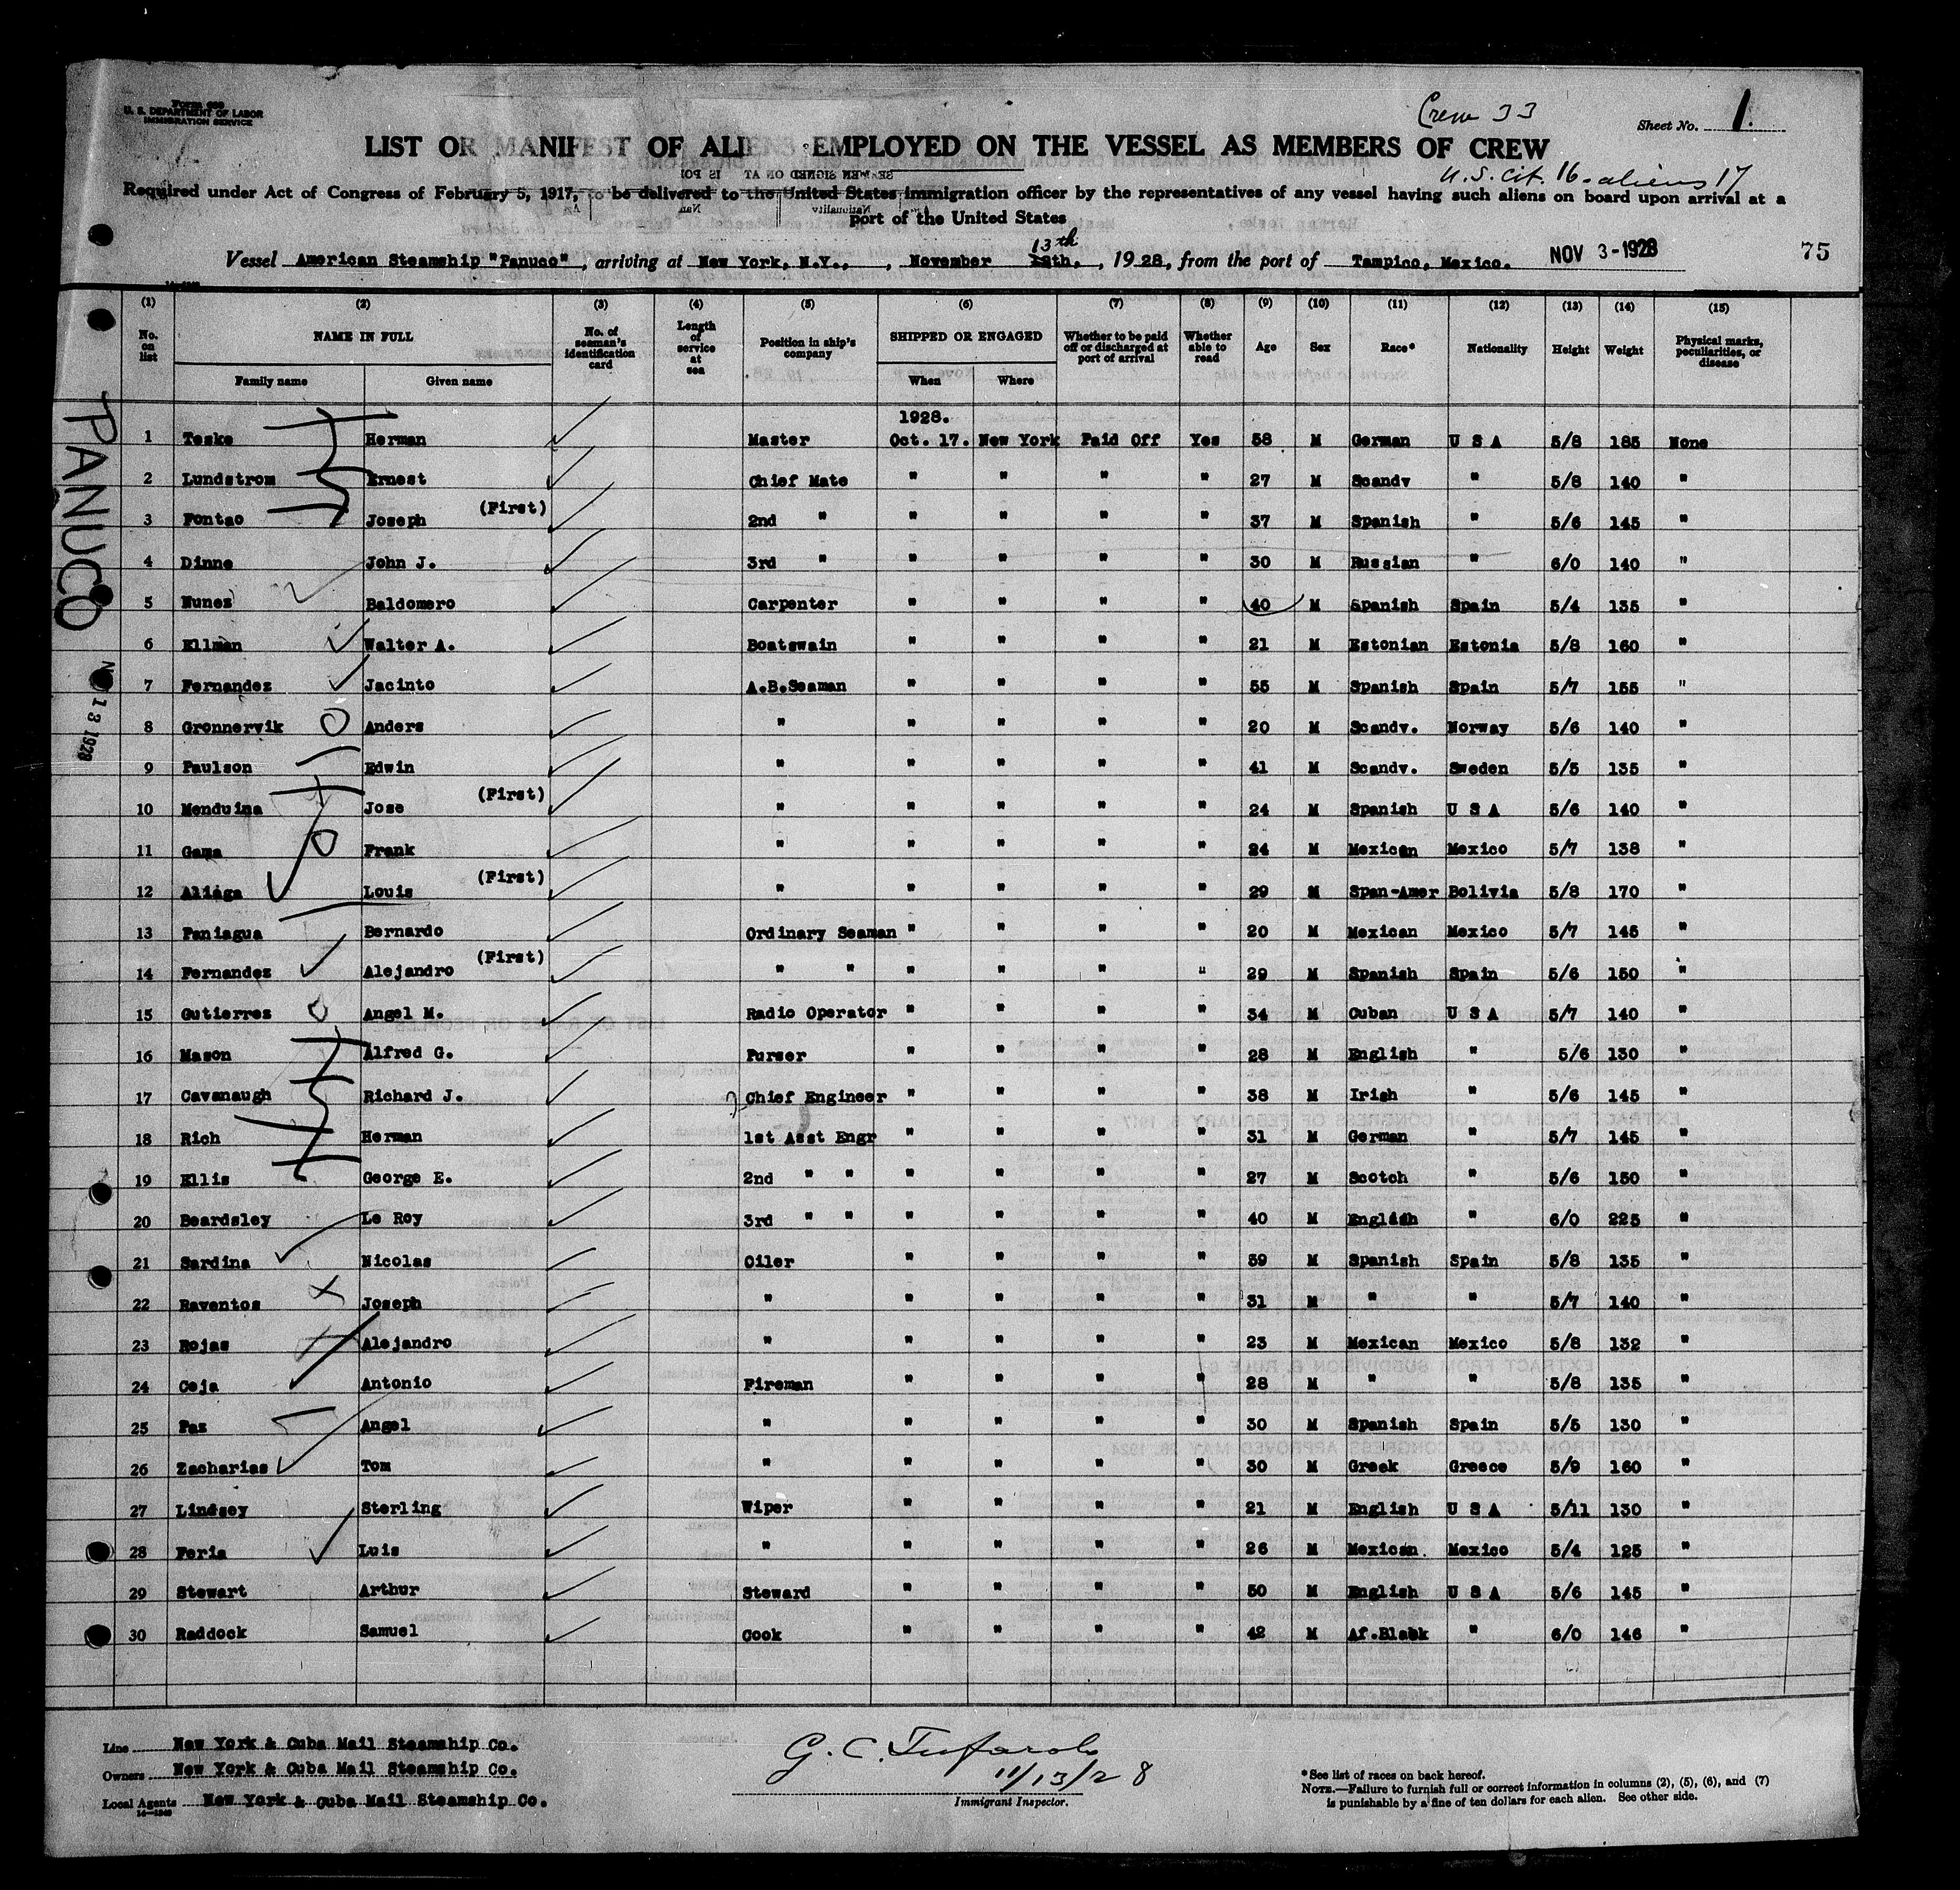 Form 689
U. S. DEPARTMENT OF LABOR
IMMIGRATION SERVICE
Crew 33
Sheet No. 1.
LIST OR MANIFEST OF ALIENS EMPLOYED ON THE VESSEL AS MEMBERS OF CREW
U.S. Cit. 16 - aliens 17
Required under Act of Congress of February 5, 1917, to be delivered to the United States immigration officer by the representatives of any vessel having such aliens on board upon arrival at a
port of the United States
13th
Vessel American Steamship "Panuco", arriving at New York, N.Y., , November 12th, , 1928, from the port of Tampico, Mexico. NOV 3-1928 75
(1) (2) (3) (4) (5) (6) (7) (8) (9) (10) (11) (12) (13) (14) (15)
No. on list NAME IN FULL Family name Given name No. of seaman's identification card Length of service at sea Position in ship's company SHIPPED OR ENGAGED When Where Whether to be paid off or discharged at port of arrival Whether able to read Age Sex Race* Nationality Height Weight Physical marks, peculiarities, or disease
PANUCO
13 1928
1928.
1 Teske Herman Master Oct. 17. New York Paid Off Yes 58 M German U S A 5/8 185 None
2 Lundstrom Ernest Chief Mate " " " " 27 M Scandv " 5/8 140 "
3 Fontao Joseph (First) 2nd " " " " " 37 M Spanish " 5/6 145 "
4 Dinne John J. 3rd " " " " " 30 M Russian " 6/0 140 "
5 Nunez Baldomero Carpenter " " " " 40 M Spanish Spain 5/4 135 "
6 Ellman Walter A. Boatswain " " " " 21 M Estonian Estonia 5/8 160 "
7 Fernandez Jacinto A.B.Seaman " " " " 55 M Spanish Spain 5/7 155 "
8 Gronnervik Anders " " " " " 20 M Scandv. Norway 5/6 140 "
9 Paulson Edwin " " " " " 41 M Scandv. Sweden 5/5 135 "
10 Menduina Jose (First) " " " " " 24 M Spanish U S A 5/6 140 "
11 Gama Frank " " " " " 24 M Mexican Mexico 5/7 138 "
12 Aliaga Louis (First) " " " " " 29 M Span-Amer Bolivia 5/8 170 "
13 Paniagua Bernardo Ordinary Seaman " " " " 20 M Mexican Mexico 5/7 145 "
14 Fernandez Alejandro (First) " " " " " " 29 M Spanish Spain 5/6 150 "
15 Gutierres Angel M. Radio Operator " " " " 34 M Cuban U S A 5/7 140 "
16 Mason Alfred G. Purser " " " " 28 M English " 5/6 130 "
17 Cavanaugh Richard J. Chief Engineer " " " " 38 M Irish " 5/6 145 "
18 Rich Herman 1st Asst Engr " " " " 31 M German " 5/7 145 "
19 Ellis George E. 2nd " " " " " " 27 M Scotch " 5/6 150 "
20 Beardsley Le Roy 3rd " " " " " " 40 M English " 6/0 225 "
21 Sardina Nicolas Oiler " " " " 39 M Spanish Spain 5/8 135 "
22 Raventos Joseph " " " " " 31 M " " 5/7 140 "
23 Rojas Alejandro " " " " " 23 M Mexican Mexico 5/8 132 "
24 Ceja Antonio Fireman " " " " 28 M " " 5/8 135 "
25 Paz Angel " " " " " 30 M Spanish Spain 5/5 130 "
26 Zacharias Tom " " " " " 30 M Greek Greece 5/9 160 "
27 Lindsey Sterling Wiper " " " " 21 M English U S A 5/11 130 "
28 Feria Luis " " " " " 26 M Mexican. Mexico 5/4 125 "
29 Stewart Arthur Steward " " " " 50 M English U S A 5/6 145 "
30 Raddock Samuel Cook " " " " 42 M Af.Black " 6/0 146 "
Line New York & Cuba Mail Steamship Co.
Owners New York & Cuba Mail Steamship Co.
Local Agents New York & Cuba Mail Steamship Co.
G. C. Tufarolo
11/13/28
Immigrant Inspector.
*See list of races on back hereof.
NOTE.—Failure to furnish full or correct information in columns (2), (5), (6), and (7)
is punishable by a fine of ten dollars for each alien. See other side.